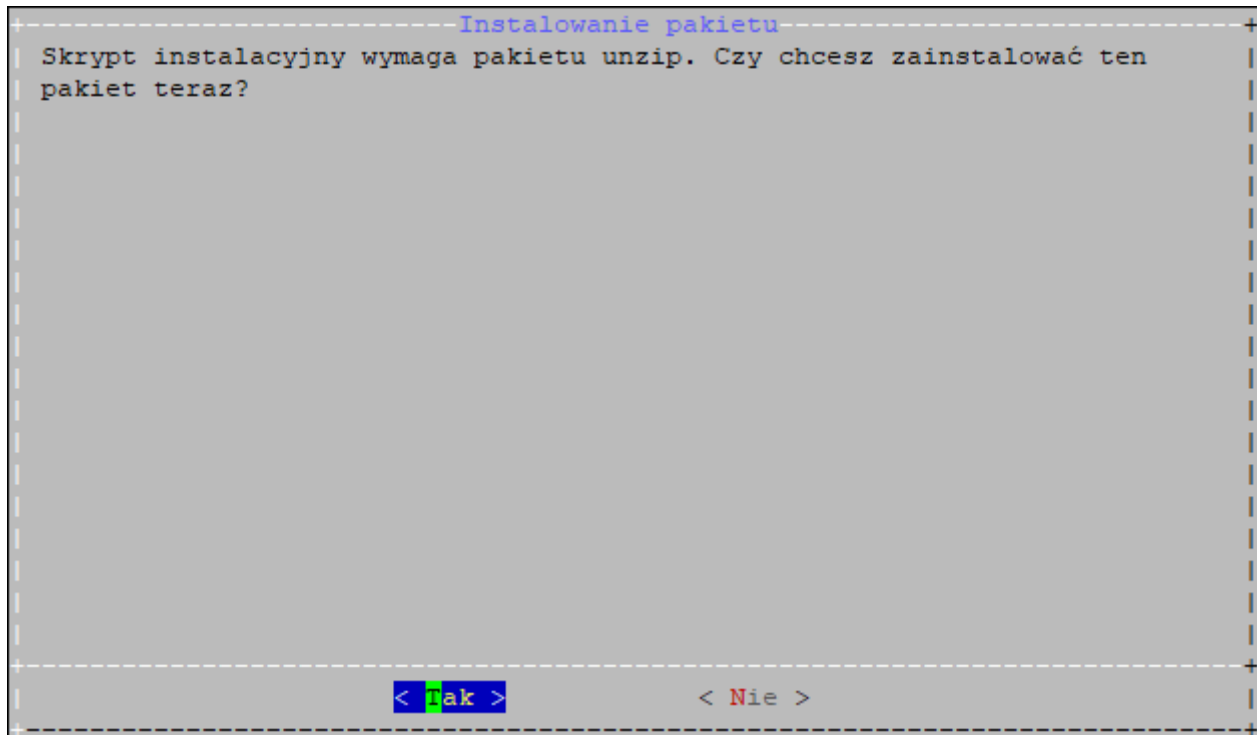 Instalowanie pakietu
Skrypt instalacyjny wymaga pakietu unzip. Czy chcesz zainstalować ten
pakiet teraz?
< Tak > < Nie >